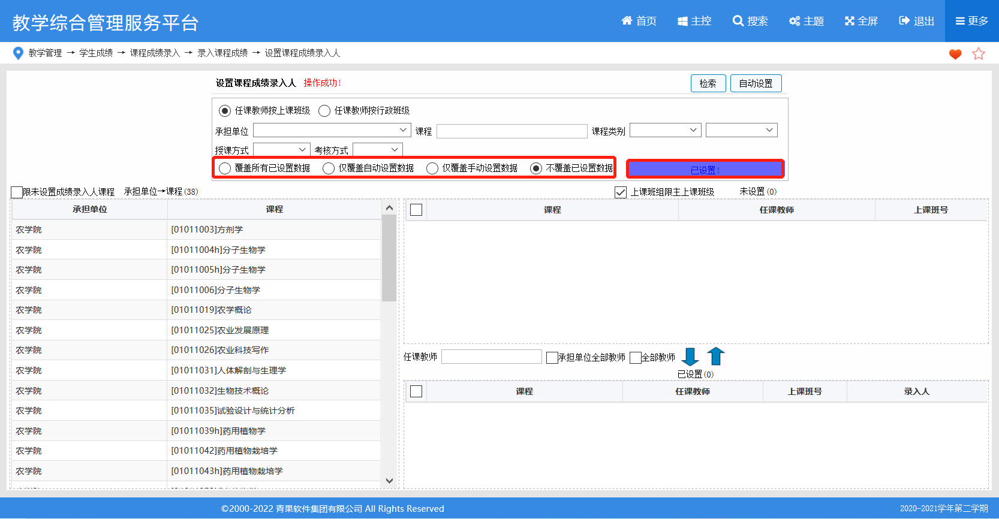 教学综合管理服务平台
首页 主控 搜索 主题 全屏 退出 更多
教学管理 → 学生成绩 → 课程成绩录入 → 录入课程成绩 → 设置课程成绩录入人
设置课程成绩录入人 操作成功! 检索 自动设置
任课教师按上课班级 任课教师按行政班级
承担单位 课程 课程类别
授课方式 考核方式
覆盖所有已设置数据 仅覆盖自动设置数据 仅覆盖手动设置数据 不覆盖已设置数据 已设置!
限未设置成绩录入人课程 承担单位→课程(38) 上课班组限主上课班级 未设置(0)
承担单位 课程 课程 任课教师 上课班号
农学院 [01011003]方剂学
农学院 [01011004h]分子生物学
农学院 [01011005h]分子生物学
农学院 [01011006]分子生物学
农学院 [01011019]农学概论
农学院 [01011025]农业发展原理
农学院 [01011026]农业科技写作
农学院 [01011031]人体解剖与生理学
农学院 [01011032]生物技术概论
农学院 [01011035]试验设计与统计分析
农学院 [01011039h]药用植物学
农学院 [01011042]药用植物栽培学
农学院 [01011043h]药用植物栽培学
任课教师 承担单位全部教师 全部教师
已设置(0)
课程 任课教师 上课班号 录入人
©2000-2022 青果软件集团有限公司 All Rights Reserved
2020-2021学年第二学期